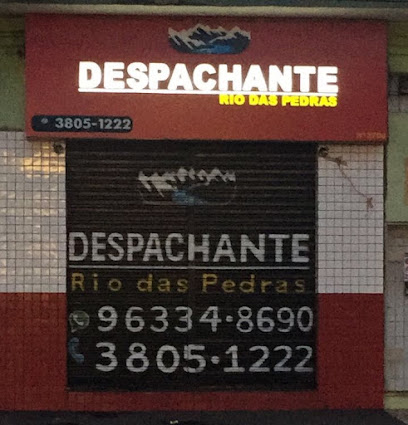 DESPACHANTE
RIO DAS PEDRAS
3805-1222
DESPACHANTE
Rio das Pedras
96334-8690
3805-1222